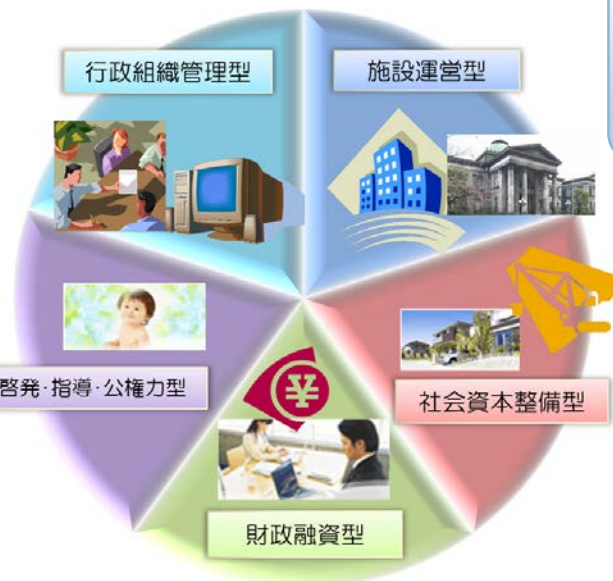 行政組織管理型
施設運営型
啓発・指導・公権力型
社会資本整備型
¥
財政融資型